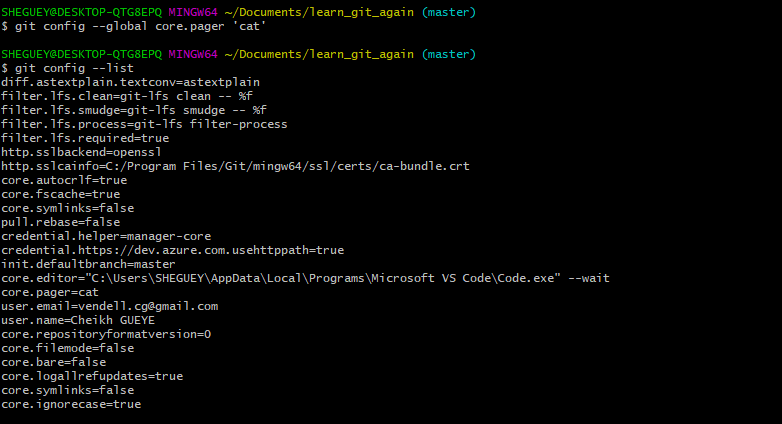 SHEGUEY@DESKTOP-QTG8EPQ MINGW64 ~/Documents/learn_git_again (master)
$ git config --global core.pager 'cat'
SHEGUEY@DESKTOP-QTG8EPQ MINGW64 ~/Documents/learn_git_again (master)
$ git config --list
diff.astextplain.textconv=astextplain
filter.lfs.clean=git-lfs clean -- %f
filter.lfs.smudge=git-lfs smudge -- %f
filter.lfs.process=git-lfs filter-process
filter.lfs.required=true
http.sslbackend=openssl
http.sslcainfo=C:/Program Files/Git/mingw64/ssl/certs/ca-bundle.crt
core.autocrlf=true
core.fscache=true
core.symlinks=false
pull.rebase=false
credential.helper=manager-core
credential.https://dev.azure.com.usehttppath=true
init.defaultbranch=master
core.editor="C:\Users\SHEGUEY\AppData\Local\Programs\Microsoft VS Code\Code.exe" --wait
core.pager=cat
user.email=vendell.cg@gmail.com
user.name=Cheikh GUEYE
core.repositoryformatversion=0
core.filemode=false
core.bare=false
core.logallrefupdates=true
core.symlinks=false
core.ignorecase=true